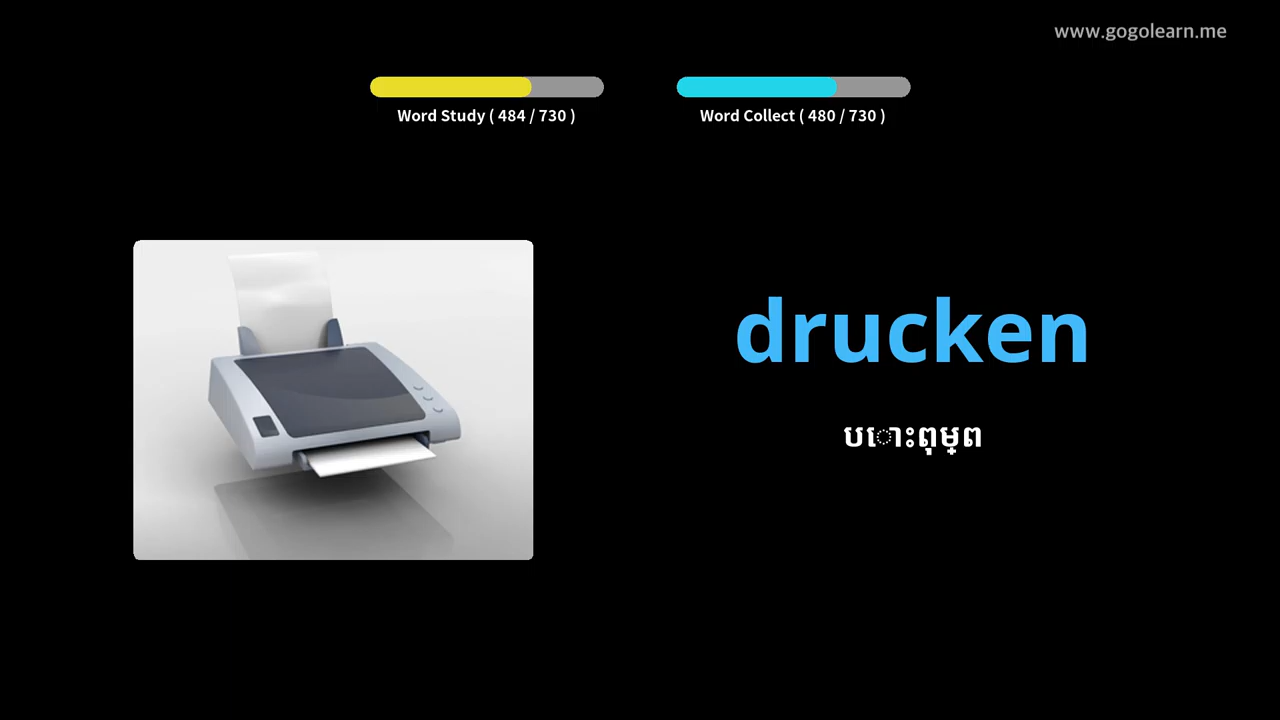 www.gogolearn.me
Word Study ( 484 / 730 )
Word Collect ( 480 / 730 )
drucken
បោះពុម្ព